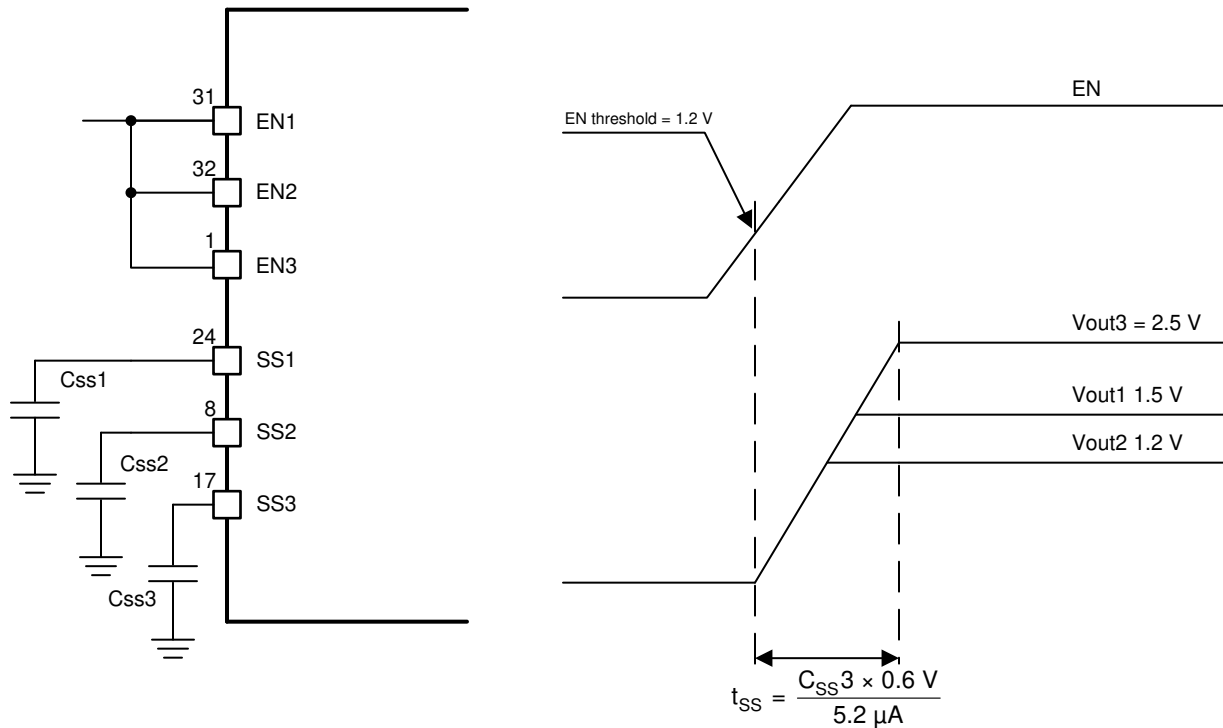 31
EN1
32
EN2
1
EN3
24
SS1
Css1
8
SS2
Css2
17
SS3
Css3
EN
EN threshold = 1.2 V
Vout3 = 2.5 V
Vout1 1.5 V
Vout2 1.2 V
tSS = CSS3 × 0.6 V
5.2 µA